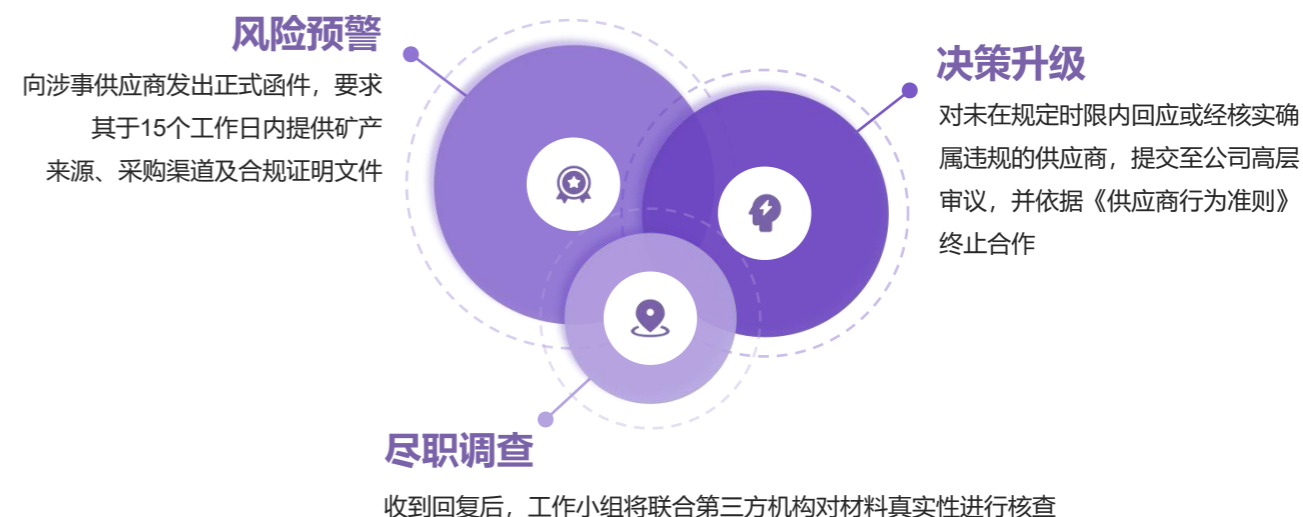 风险预警
向涉事供应商发出正式函件，要求
其于15个工作日内提供矿产
来源、采购渠道及合规证明文件
决策升级
对未在规定时限内回应或经核实确
属违规的供应商，提交至公司高层
审议，并依据《供应商行为准则》
终止合作
尽职调查
收到回复后，工作小组将联合第三方机构对材料真实性进行核查